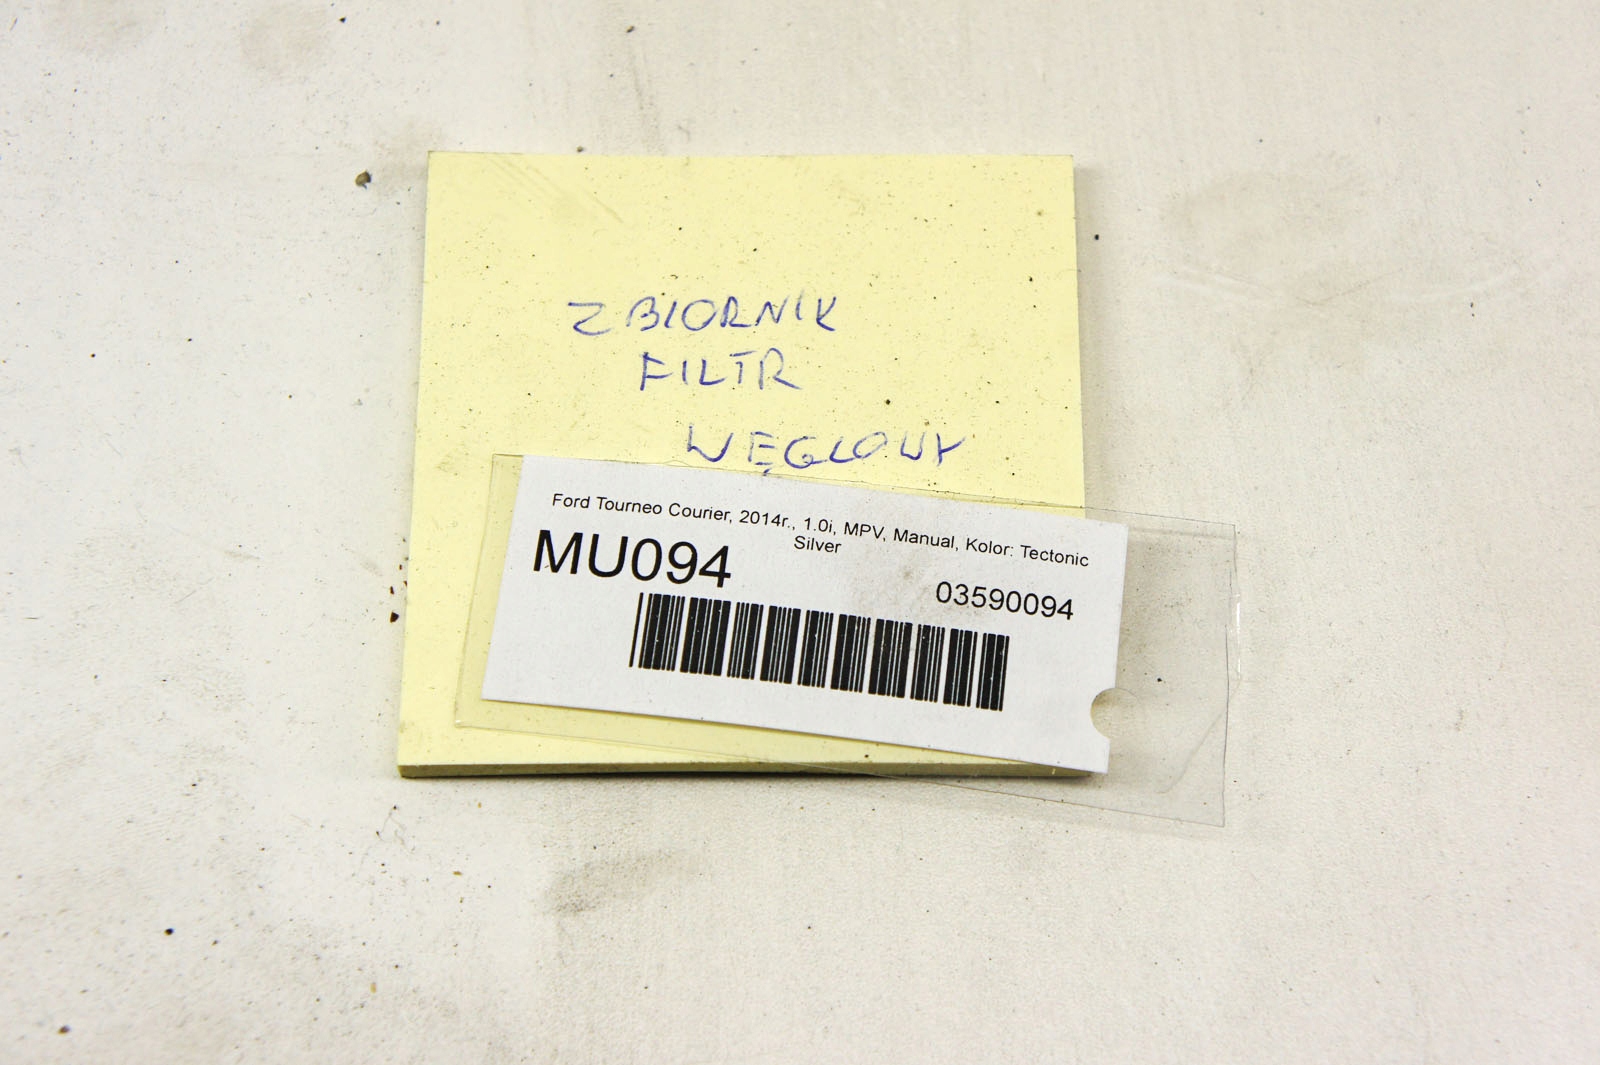 ZBIORNIK
FILTR
WĘGLOWY
Ford Tourneo Courier, 2014r., 1.0i, MPV, Manual, Kolor: Tectonic
Silver
MU094
03590094